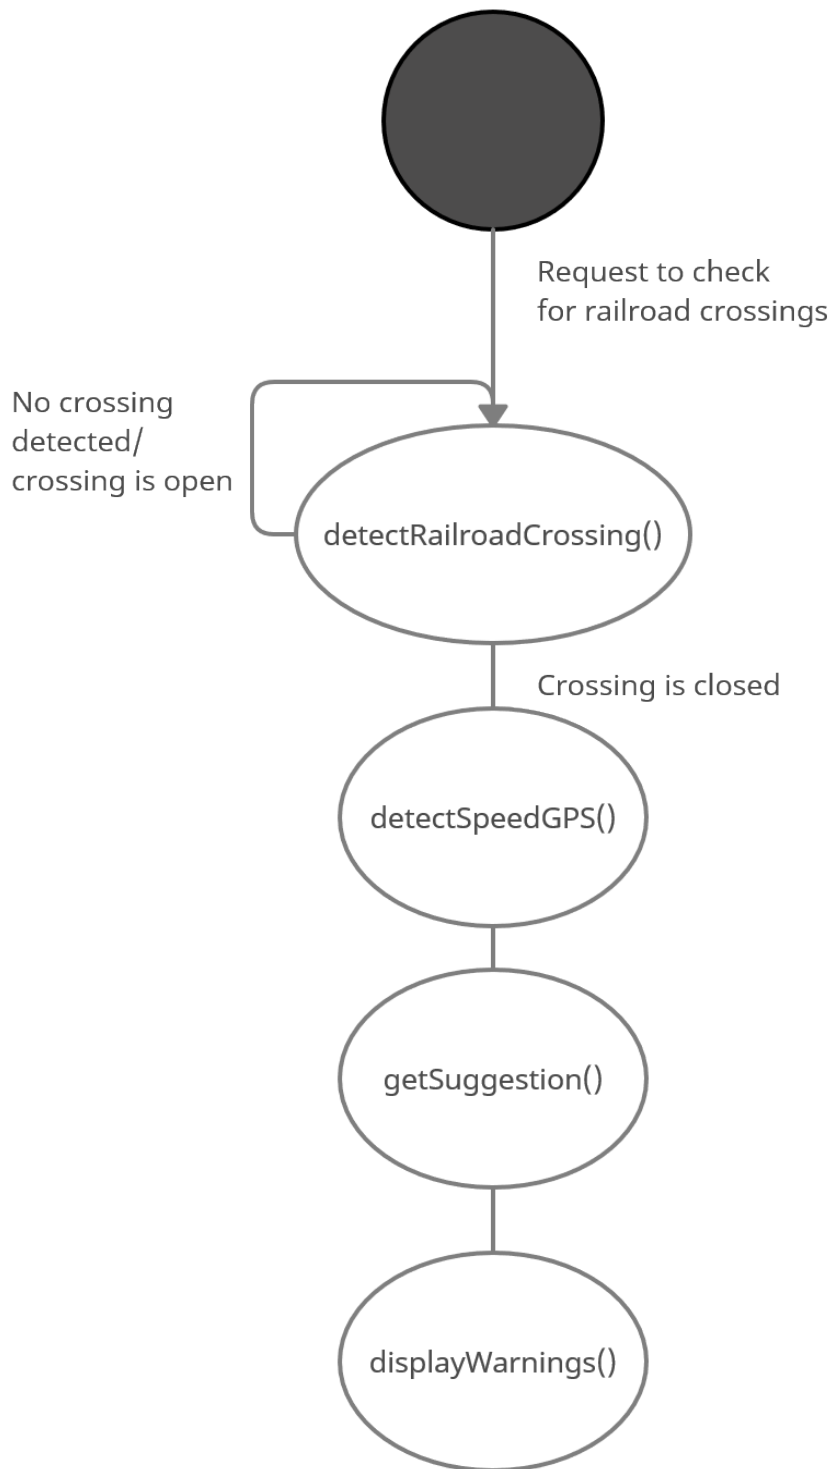 Request to check
for railroad crossings
No crossing
detected/
crossing is open
detectRailroadCrossing()
Crossing is closed
detectSpeedGPS()
getSuggestion()
displayWarnings()